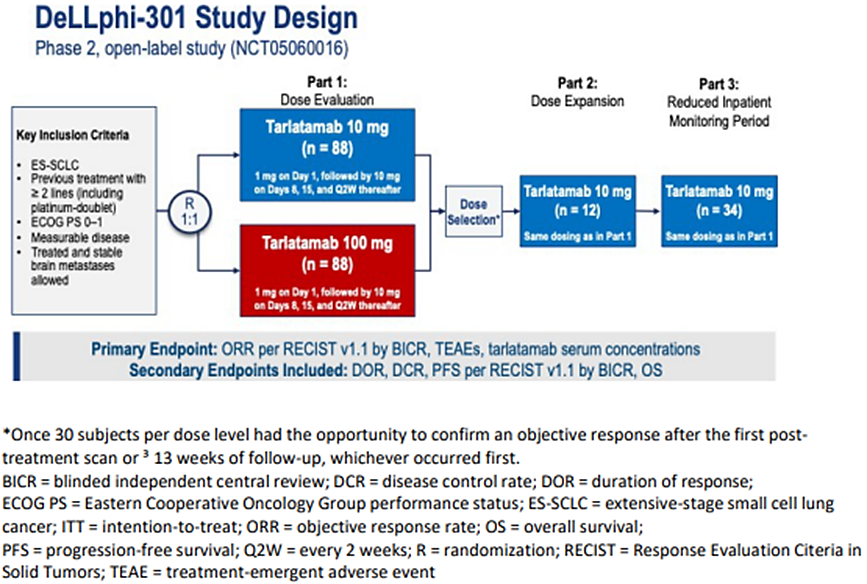 DeLLphi-301 Study Design
Phase 2, open-label study (NCT05060016)
Key Inclusion Criteria
• ES-SCLC
• Previous treatment with
≥ 2 lines (including
platinum-doublet)
• ECOG PS 0–1
• Measurable disease
• Treated and stable
brain metastases
allowed
R
1:1
Part 1:
Dose Evaluation
Tarlatamab 10 mg
(n = 88)
1 mg on Day 1, followed by 10 mg
on Days 8, 15, and Q2W thereafter
Tarlatamab 100 mg
(n = 88)
1 mg on Day 1, followed by 10 mg
on Days 8, 15, and Q2W thereafter
Dose
Selection*
Part 2:
Dose Expansion
Tarlatamab 10 mg
(n = 12)
Same dosing as in Part 1
Part 3:
Reduced Inpatient
Monitoring Period
Tarlatamab 10 mg
(n = 34)
Same dosing as in Part 1
Primary Endpoint: ORR per RECIST v1.1 by BICR, TEAEs, tarlatamab serum concentrations
Secondary Endpoints Included: DOR, DCR, PFS per RECIST v1.1 by BICR, OS
*Once 30 subjects per dose level had the opportunity to confirm an objective response after the first post-
treatment scan or ³ 13 weeks of follow-up, whichever occurred first.
BICR = blinded independent central review; DCR = disease control rate; DOR = duration of response;
ECOG PS = Eastern Cooperative Oncology Group performance status; ES-SCLC = extensive-stage small cell lung
cancer; ITT = intention-to-treat; ORR = objective response rate; OS = overall survival;
PFS = progression-free survival; Q2W = every 2 weeks; R = randomization; RECIST = Response Evaluation Citeria in
Solid Tumors; TEAE = treatment-emergent adverse event